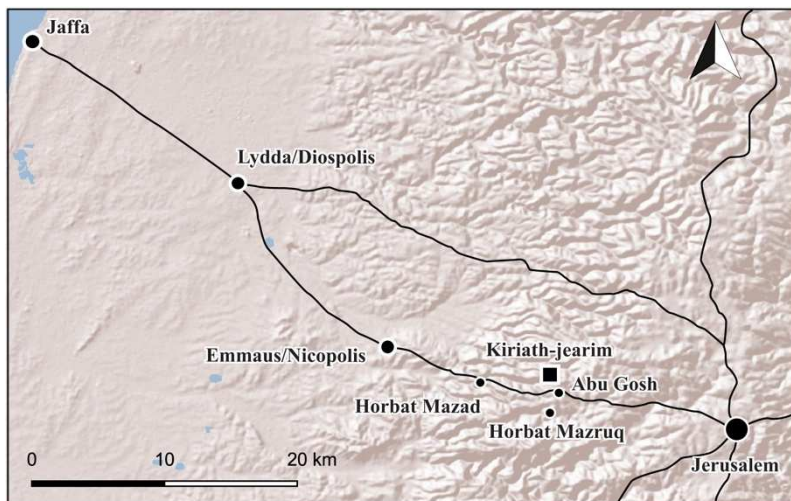 Jaffa
Lydda/Diospolis
Emmaus/Nicopolis
Kiriath-jearim
Abu Gosh
Horbat Mazad
Horbat Mazruq
Jerusalem
0 10 20 km